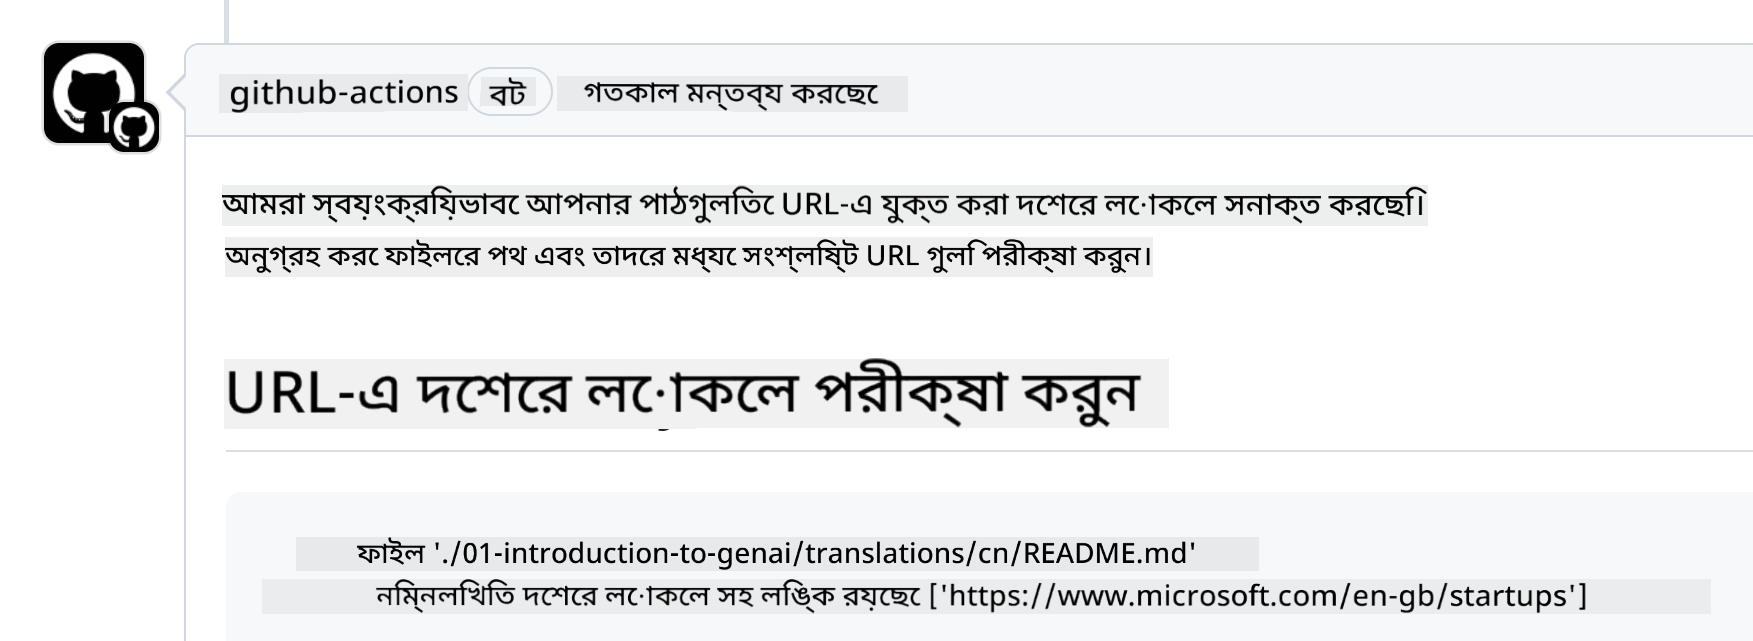 github-actions বট গতকাল মন্তব্য করেছে
আমরা স্বয়ংক্রিয়ভাবে আপনার পাঠগুলিতে URL-এ যুক্ত করা দেশের লোকেল সনাক্ত করেছি।
অনুগ্রহ করে ফাইলের পথ এবং তাদের মধ্যে সংশ্লিষ্ট URL গুলি পরীক্ষা করুন।
URL-এ দেশের লোকেল পরীক্ষা করুন
ফাইল './01-introduction-to-genai/translations/cn/README.md'
নিম্নলিখিত দেশের লোকেল সহ লিঙ্ক রয়েছে ['https://www.microsoft.com/en-gb/startups']